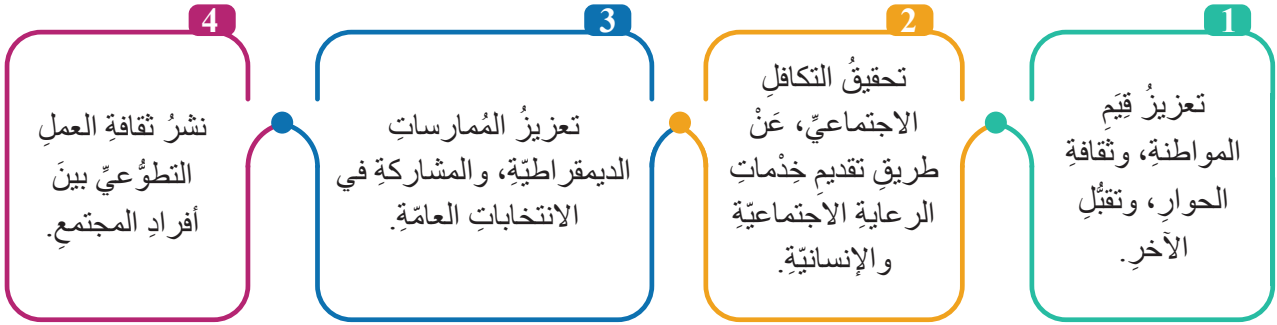 1
تعزيزُ قِيَمِ
المواطنةِ، وثقافةِ
الحوارِ، وتقبُّلِ
الآخرِ.
2
تحقيقُ التكافلِ
الاجتماعيِّ، عَنْ
طريقِ تقديمِ خِدْماتِ
الرعايةِ الاجتماعيّةِ
والإنسانيّةِ.
3
تعزيزُ المُمارساتِ
الديمقراطيّةِ، والمشاركةِ في
الانتخاباتِ العامّةِ.
4
نشرُ ثقافةِ العملِ
التطوُّعيِّ بينَ
أفرادِ المجتمعِ.